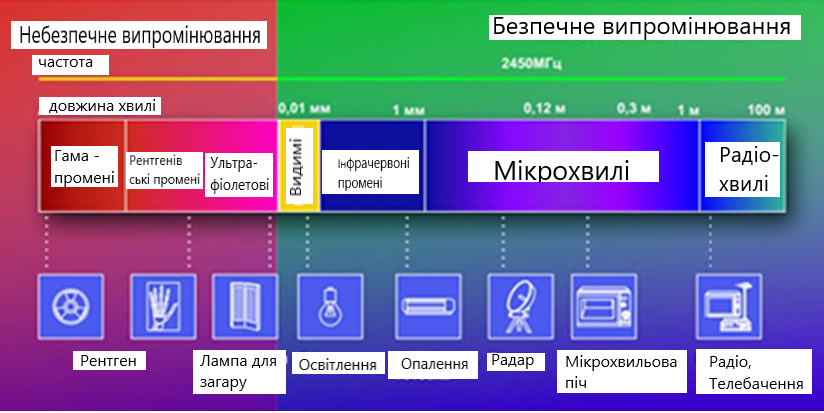 Небезпечне випромінювання
Безпечне випромінювання
частота
2450МГц
довжина хвилі
0,01 мм
1 мм
0,12 м
0,3 м
1 м
100 м
Гама -
промені
Рентгенів
ські промені
Ультра-
фіолетові
Видимі
Інфрачервоні
промені
Мікрохвилі
Радіо-
хвилі
Рентген
Лампа для
загару
Освітлення
Опалення
Радар
Мікрохвильова
піч
Радіо,
Телебачення